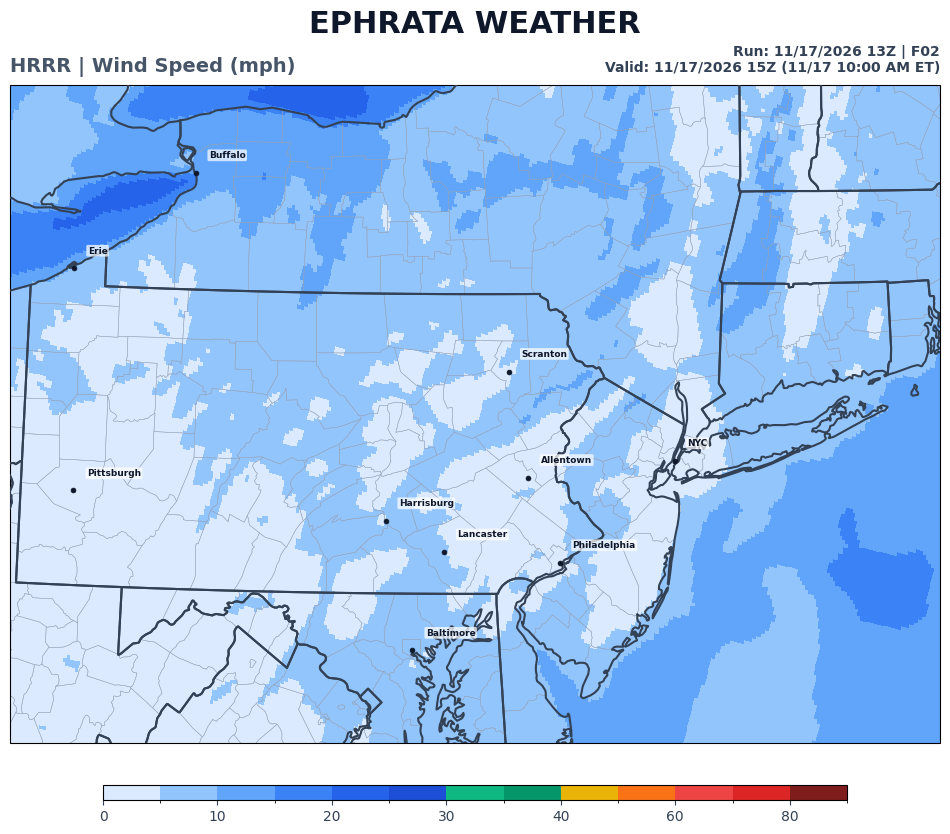 EPHRATA WEATHER
HRRR | Wind Speed (mph)
Run: 11/17/2026 13Z | F02
Valid: 11/17/2026 15Z (11/17 10:00 AM ET)
Buffalo
Erie
Scranton
NYC
Allentown
Pittsburgh
Harrisburg
Lancaster
Philadelphia
Baltimore
0 10 20 30 40 50 60 70 80